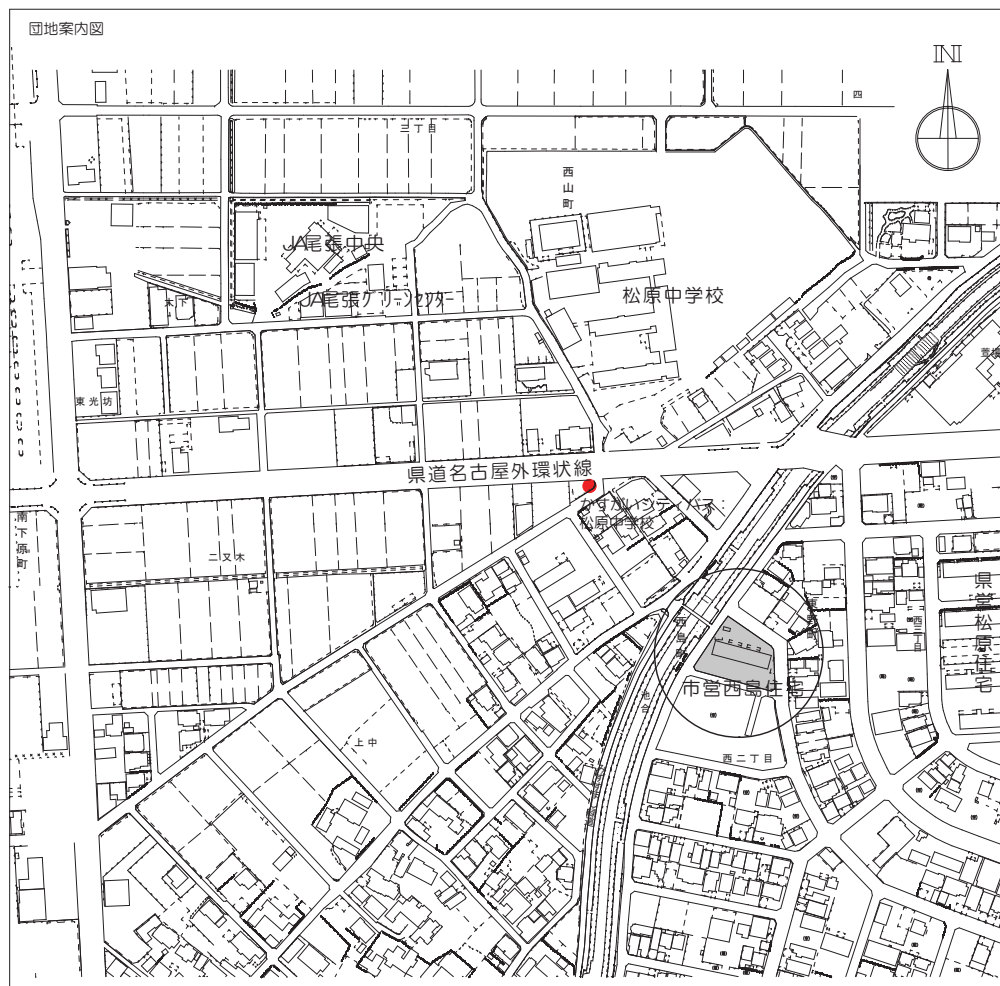 団地案内図
N
四
三丁目
西山町
JA尾張中央
JA尾張グリーンセンター
松原中学校
木下
東光坊
県道名古屋外環状線
かすがいシティバス
松原中学校
南下原町
二又木
県営松原住宅
西島町
市営西島住宅
西三丁目
上中
西二丁目